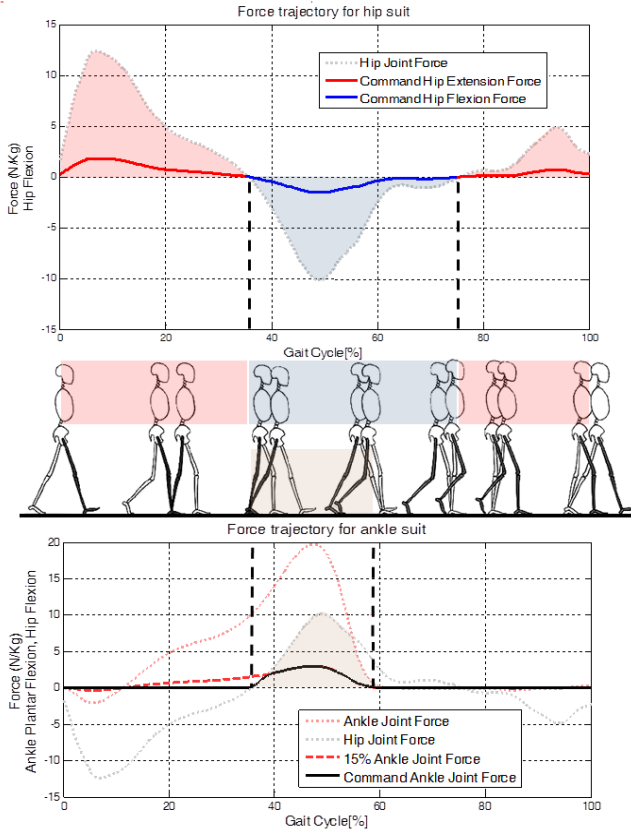 Force trajectory for hip suit
15
10
5
0
-5
-10
-15
Force (N/Kg)
Hip Flexion
Hip Joint Force
Command Hip Extension Force
Command Hip Flexion Force
0 20 40 60 80 100
Gait Cycle[%]
Force trajectory for ankle suit
20
15
10
5
0
-5
-10
-15
Force (N/Kg)
Ankle Plantar Flexion, Hip Flexion
Ankle Joint Force
Hip Joint Force
15% Ankle Joint Force
Command Ankle Joint Force
0 20 40 60 80 100
Gait Cycle[%]